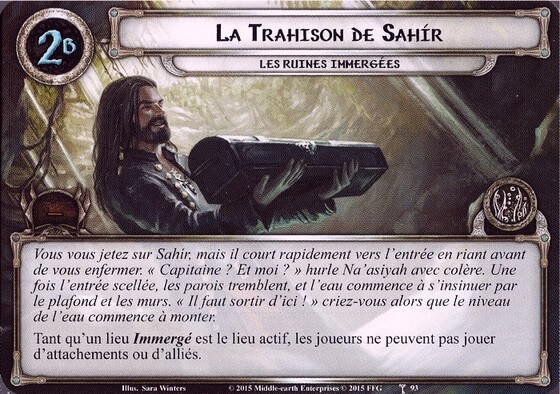 2B
La Trahison de Sahír
Les Ruines Immergées
Vous vous jetez sur Sahír, mais il court rapidement vers l'entrée en riant avant
de vous enfermer. « Capitaine ? Et moi ? » hurle Na'asiyah avec colère. Une
fois l'entrée scellée, les parois tremblent, et l'eau commence à s'insinuer par
le plafond et les murs. « Il faut sortir d'ici ! » criez-vous alors que le niveau
de l'eau commence à monter.
Tant qu'un lieu Immergé est le lieu actif, les joueurs ne peuvent pas jouer
d'attachements ou d'alliés.
Illus. Sara Winters © 2015 Middle-earth Enterprises © 2015 FFG 93